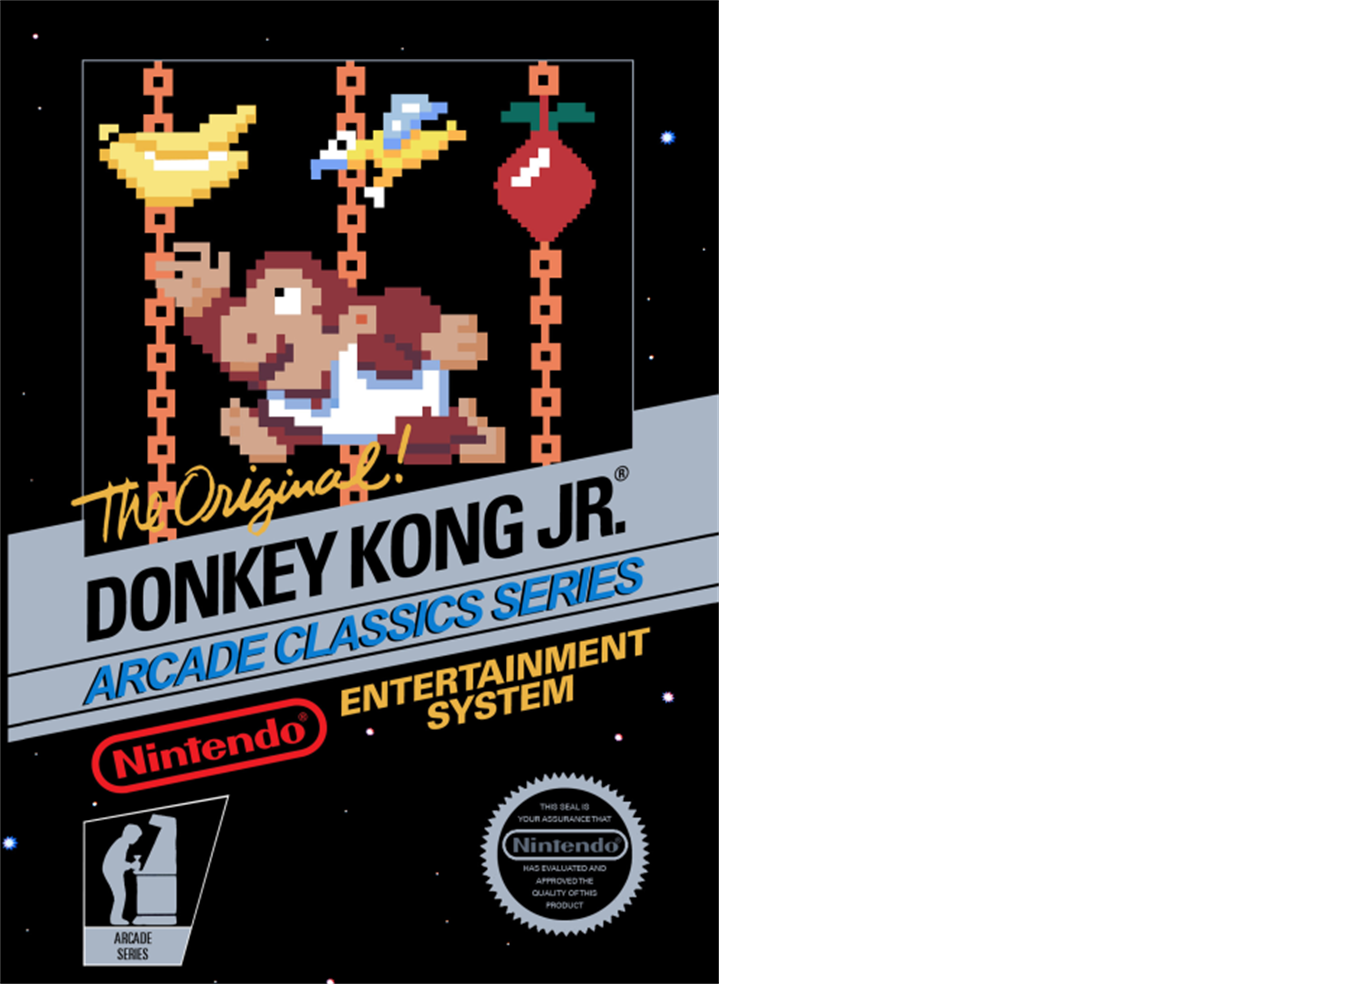 The Original!
DONKEY KONG JR.®
ARCADE CLASSICS SERIES
Nintendo®
ENTERTAINMENT
SYSTEM
ARCADE
SERIES
THIS SEAL IS
YOUR ASSURANCE THAT
Nintendo®
HAS EVALUATED AND
APPROVED THE
QUALITY OF THIS
PRODUCT